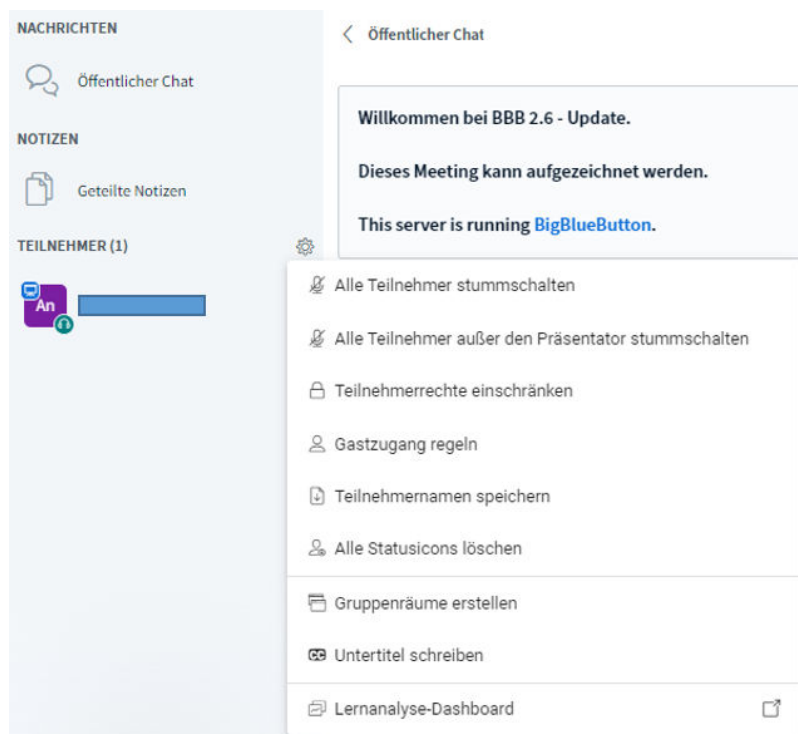 NACHRICHTEN
Öffentlicher Chat
NOTIZEN
Geteilte Notizen
TEILNEHMER (1)
An
Öffentlicher Chat
Willkommen bei BBB 2.6 - Update.
Dieses Meeting kann aufgezeichnet werden.
This server is running BigBlueButton.
Alle Teilnehmer stummschalten
Alle Teilnehmer außer den Präsentator stummschalten
Teilnehmerrechte einschränken
Gastzugang regeln
Teilnehmernamen speichern
Alle Statusicons löschen
Gruppenräume erstellen
CC Untertitel schreiben
Lernanalyse-Dashboard